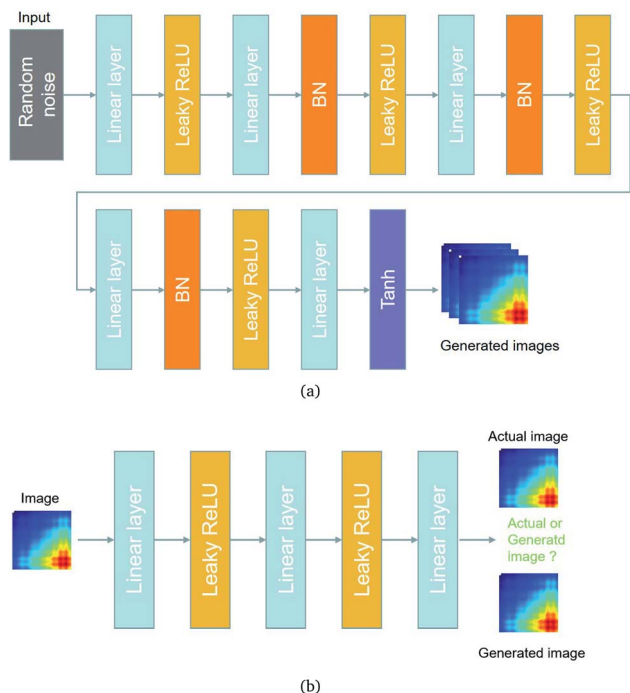 Input
Random
noise
Linear layer
Leaky ReLU
Linear layer
BN
Leaky ReLU
Linear layer
BN
Leaky ReLU
Linear layer
BN
Leaky ReLU
Linear layer
Tanh
Generated images
(a)
Image
Linear layer
Leaky ReLU
Linear layer
Leaky ReLU
Linear layer
Actual image
Actual or
Generatd
image ?
Generated image
(b)